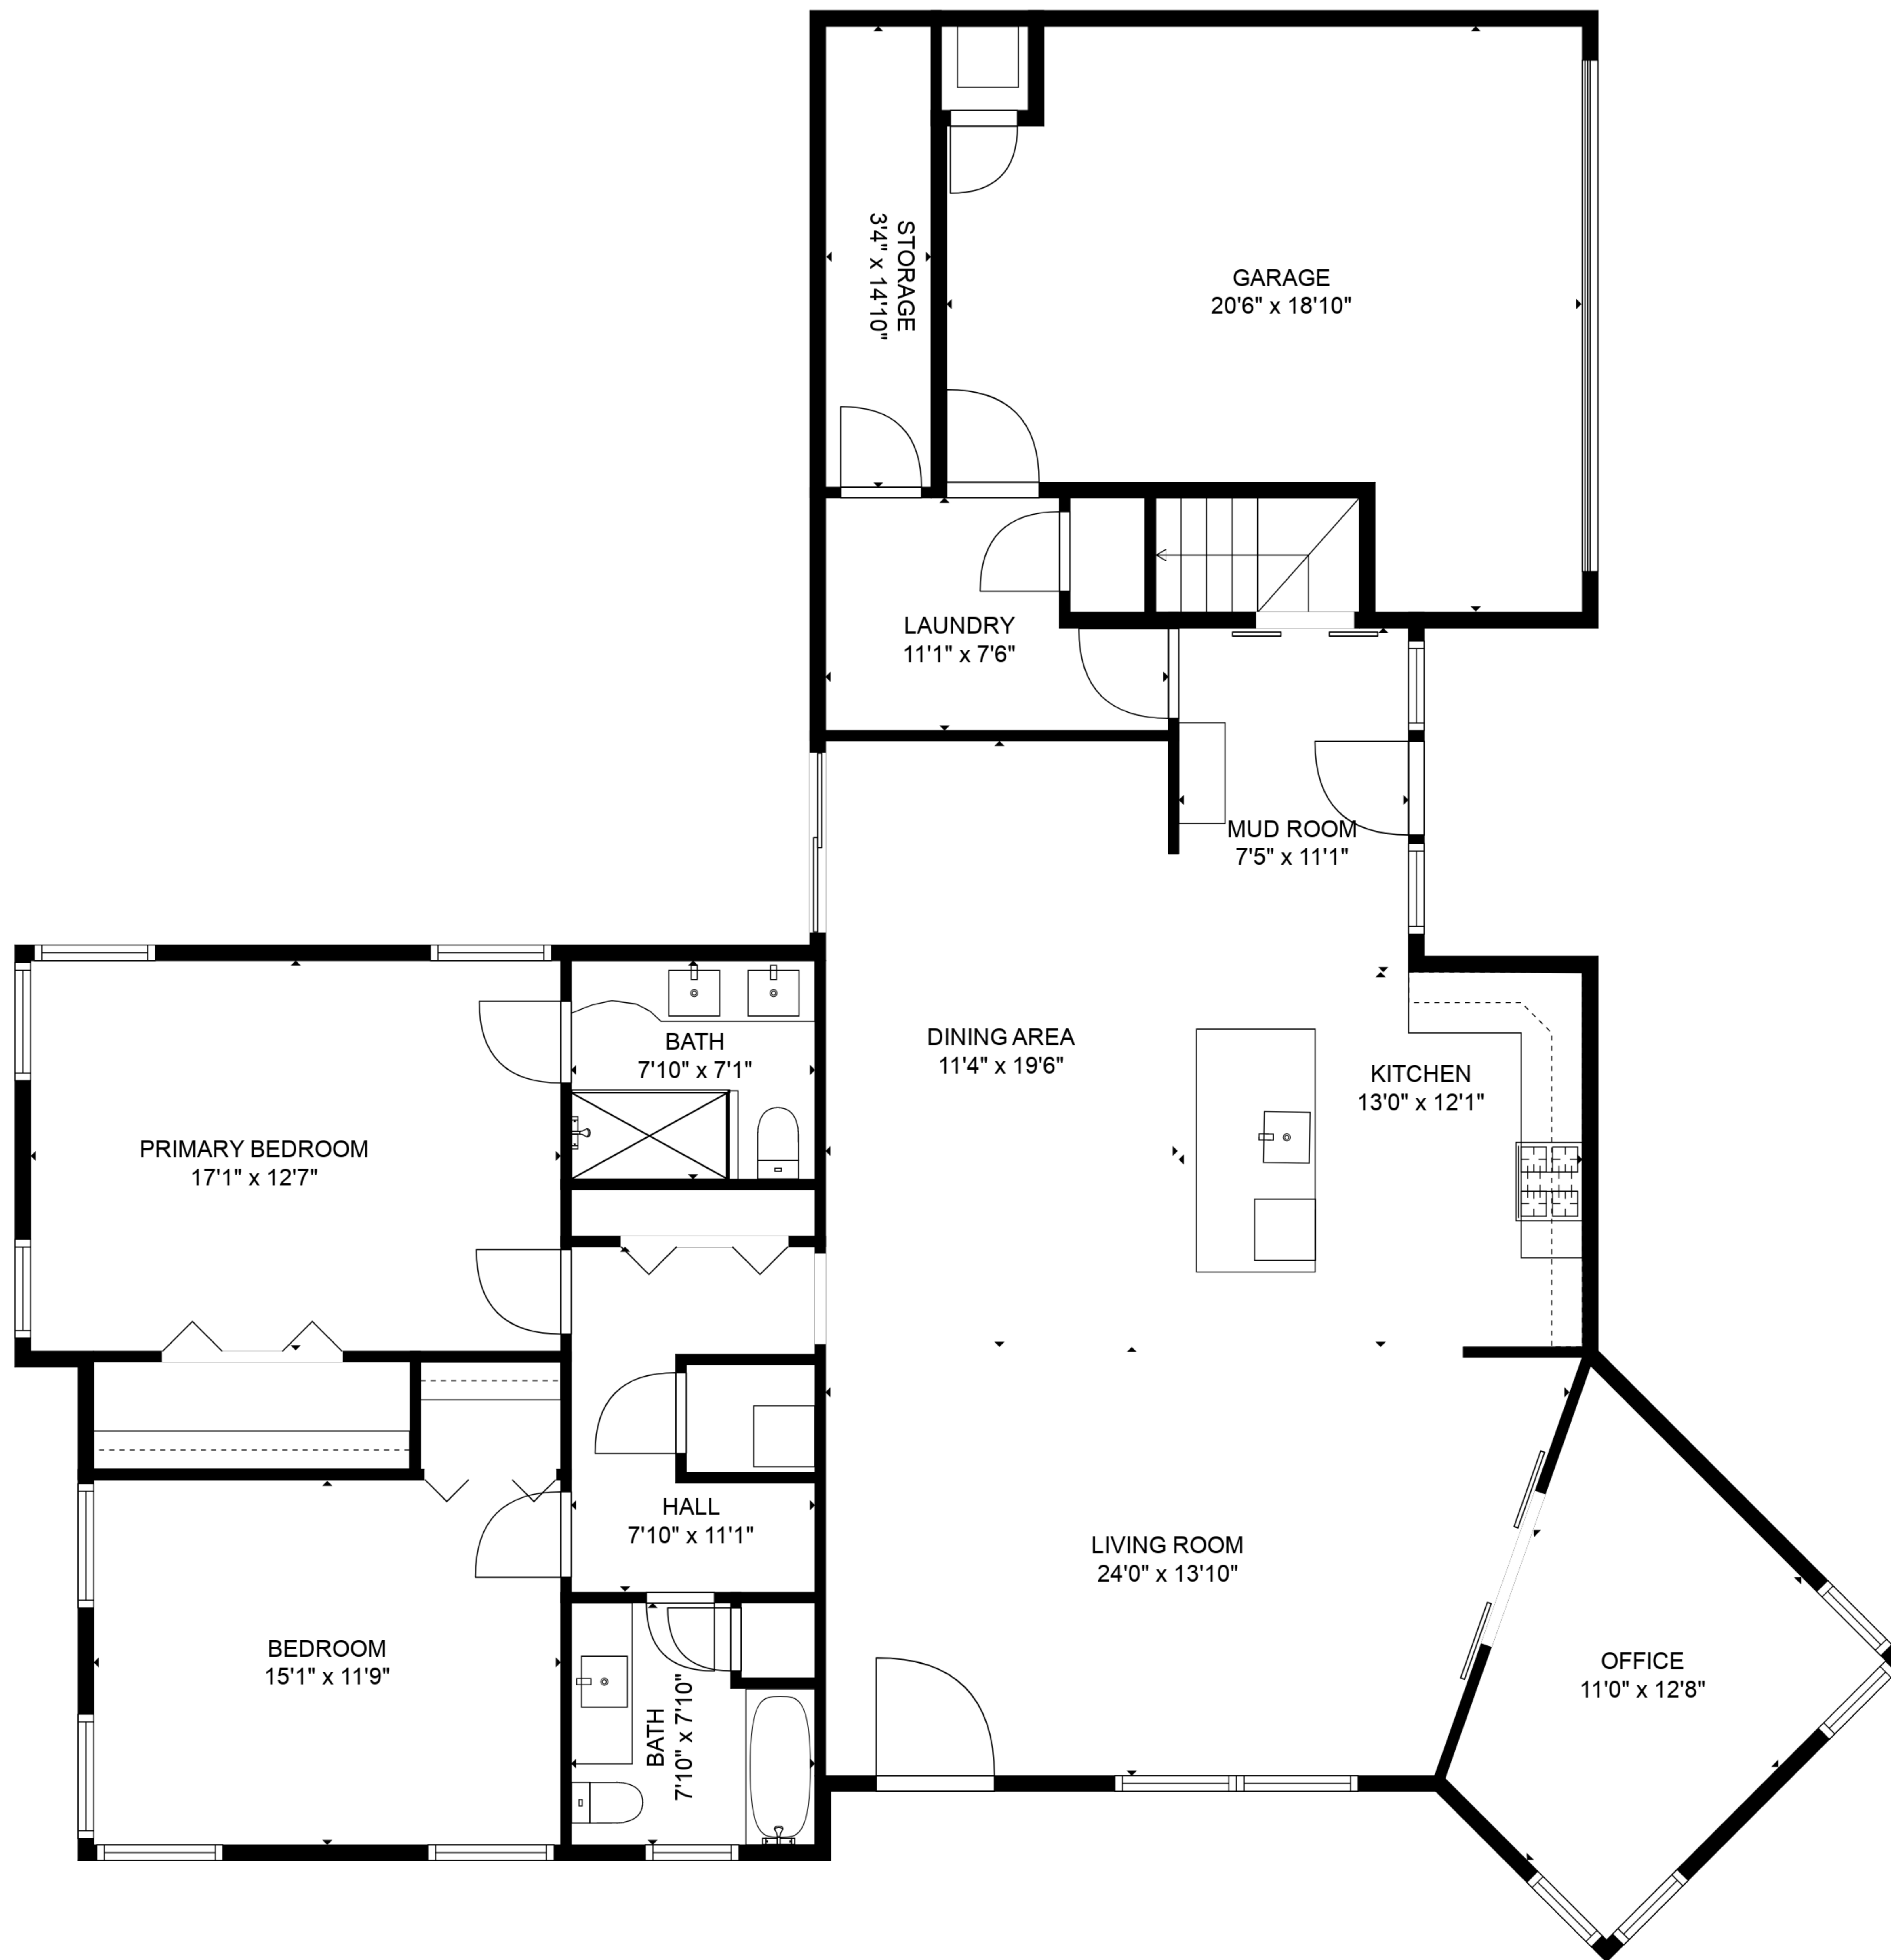 STORAGE
3'4" x 14'10"
GARAGE
20'6" x 18'10"
LAUNDRY
11'1" x 7'6"
MUD ROOM
7'5" x 11'1"
BATH
7'10" x 7'1"
DINING AREA
11'4" x 19'6"
KITCHEN
13'0" x 12'1"
PRIMARY BEDROOM
17'1" x 12'7"
HALL
7'10" x 11'1"
LIVING ROOM
24'0" x 13'10"
BEDROOM
15'1" x 11'9"
BATH
7'10" x 7'10"
OFFICE
11'0" x 12'8"